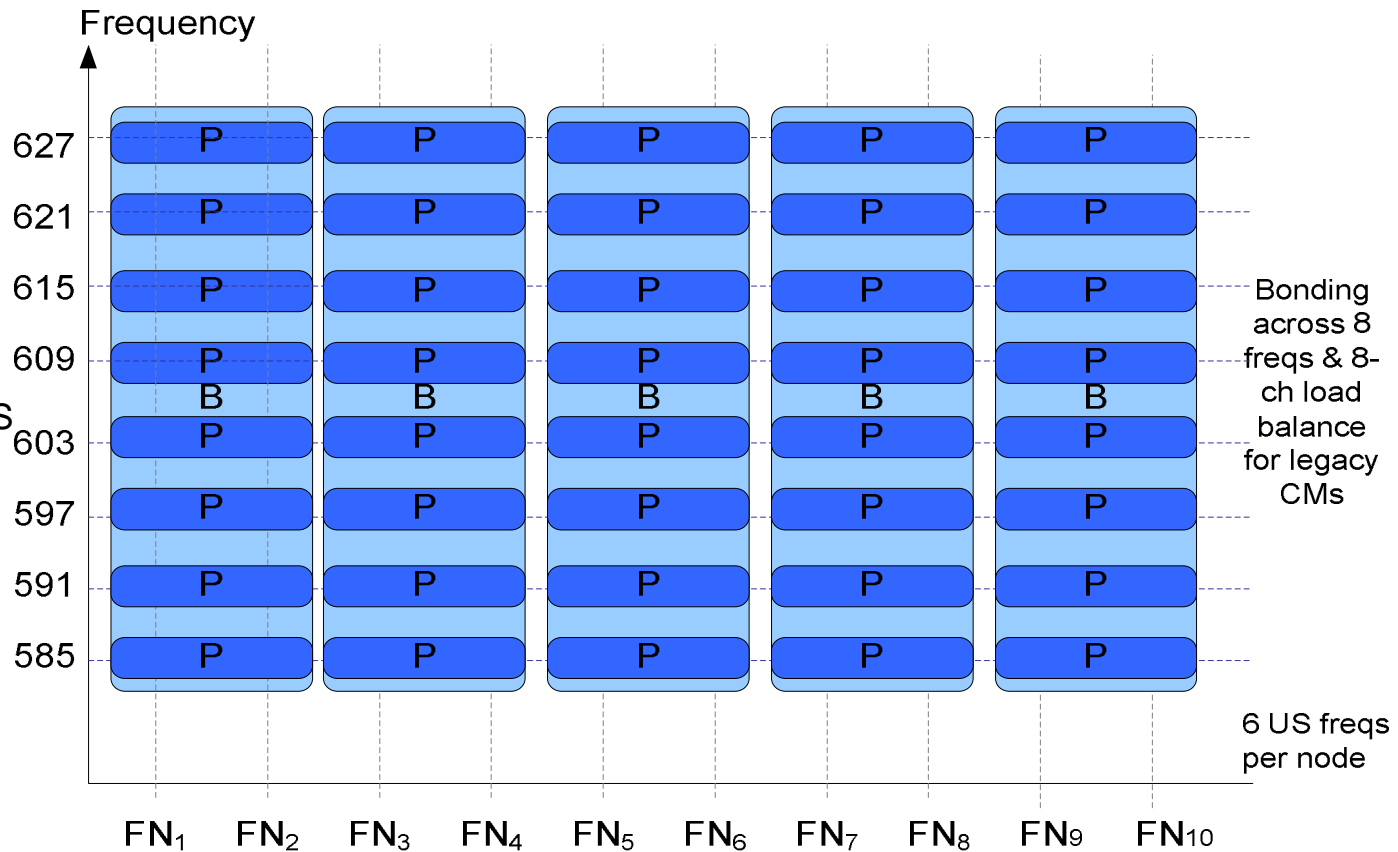 Frequency
627 P P P P P
621 P P P P P
615 P P P P P
609 P P P P P
B B B B B
S
603 P P P P P
597 P P P P P
591 P P P P P
585 P P P P P
Bonding
across 8
freqs & 8-
ch load
balance
for legacy
CMs
6 US freqs
per node
FN₁ FN₂ FN₃ FN₄ FN₅ FN₆ FN₇ FN₈ FN₉ FN₁₀